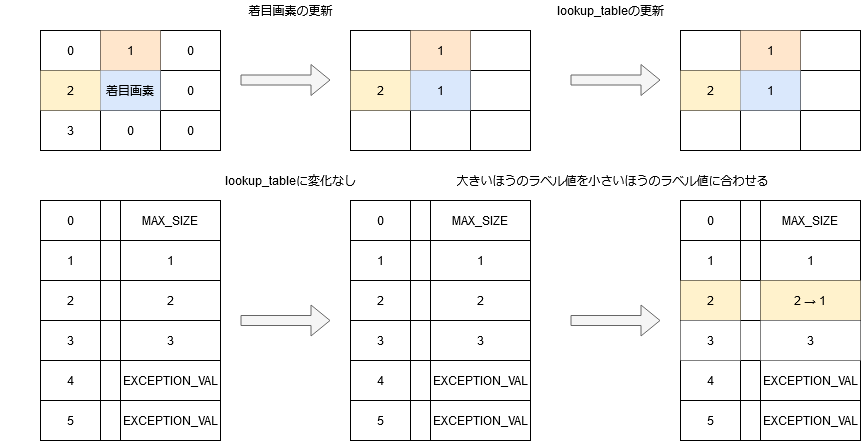 着目画素の更新 lookup_tableの更新
0 1 0 1 1
2 着目画素 0 2 1 2 1
3 0 0
lookup_tableに変化なし 大きいほうのラベル値を小さいほうのラベル値に合わせる
0 MAX_SIZE 0 MAX_SIZE 0 MAX_SIZE
1 1 1 1 1 1
2 2 2 2 2 2 → 1
3 3 3 3 3 3
4 EXCEPTION_VAL 4 EXCEPTION_VAL 4 EXCEPTION_VAL
5 EXCEPTION_VAL 5 EXCEPTION_VAL 5 EXCEPTION_VAL